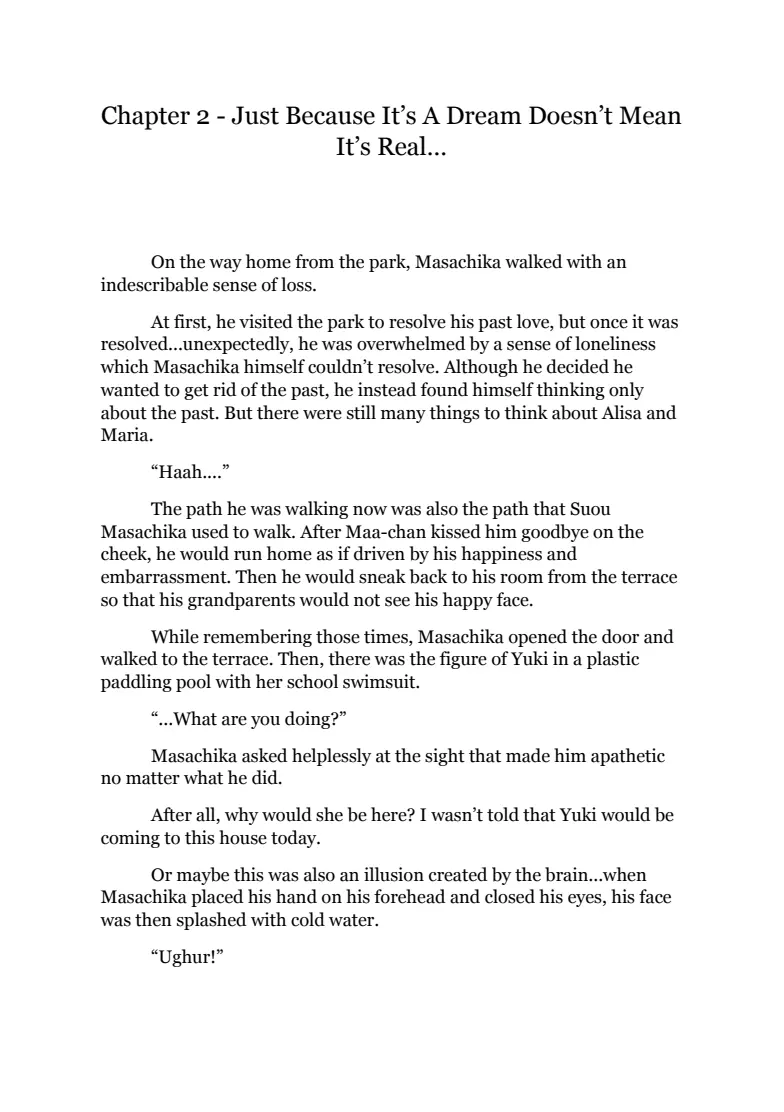 Chapter 2 - Just Because It’s A Dream Doesn’t Mean
It’s Real...
On the way home from the park, Masachika walked with an
indescribable sense of loss.
At first, he visited the park to resolve his past love, but once it was
resolved...unexpectedly, he was overwhelmed by a sense of loneliness
which Masachika himself couldn’t resolve. Although he decided he
wanted to get rid of the past, he instead found himself thinking only
about the past. But there were still many things to think about Alisa and
Maria.
“Haah....”
The path he was walking now was also the path that Suou
Masachika used to walk. After Maa-chan kissed him goodbye on the
cheek, he would run home as if driven by his happiness and
embarrassment. Then he would sneak back to his room from the terrace
so that his grandparents would not see his happy face.
While remembering those times, Masachika opened the door and
walked to the terrace. Then, there was the figure of Yuki in a plastic
paddling pool with her school swimsuit.
“...What are you doing?”
Masachika asked helplessly at the sight that made him apathetic
no matter what he did.
After all, why would she be here? I wasn’t told that Yuki would be
coming to this house today.
Or maybe this was also an illusion created by the brain...when
Masachika placed his hand on his forehead and closed his eyes, his face
was then splashed with cold water.
“Ughur!”